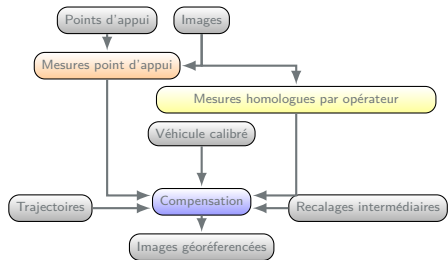 Points d'appui
Images
Mesures point d'appui
Mesures homologues par opérateur
Véhicule calibré
Trajectoires
Compensation
Recalages intermédiaires
Images géoréferencées